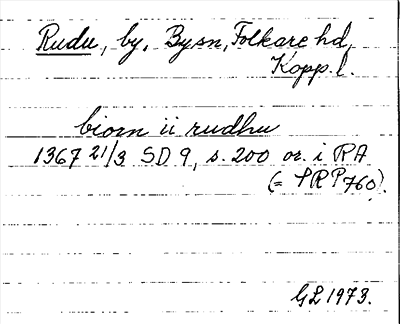 Rudu, by, Bysn, Folkare hd,
Kopp. l.
biorn ii rudhu
1367 21/3 SD 9, s. 200 or. i RA
(= SRP 760).
GL 1973.